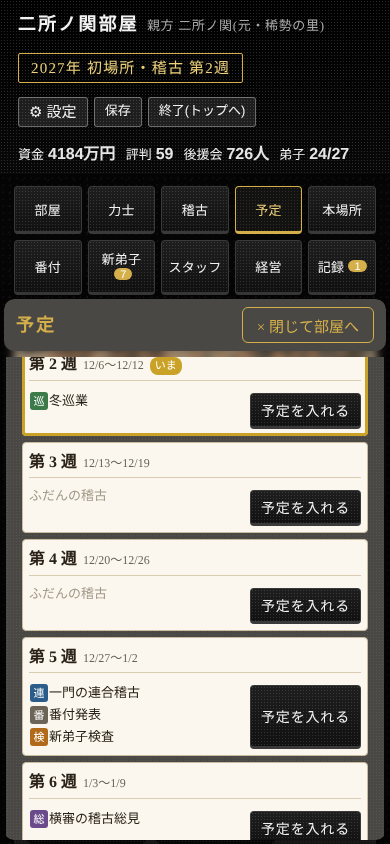 二所ノ関部屋 親方 二所ノ関(元・稀勢の里)
2027年 初場所・稽古 第2週
⚙ 設定 保存 終了(トップへ)
資金 4184万円 評判 59 後援会 726人 弟子 24/27
部屋 力士 稽古 予定 本場所
番付 新弟子 7 スタッフ 経営 記録 1
予定 × 閉じて部屋へ
第 2 週 12/6〜12/12 いま
巡 冬巡業 予定を入れる
第 3 週 12/13〜12/19
ふだんの稽古 予定を入れる
第 4 週 12/20〜12/26
ふだんの稽古 予定を入れる
第 5 週 12/27〜1/2
連 一門の連合稽古
番 番付発表 予定を入れる
検 新弟子検査
第 6 週 1/3〜1/9
総 横審の稽古総見 予定を入れる